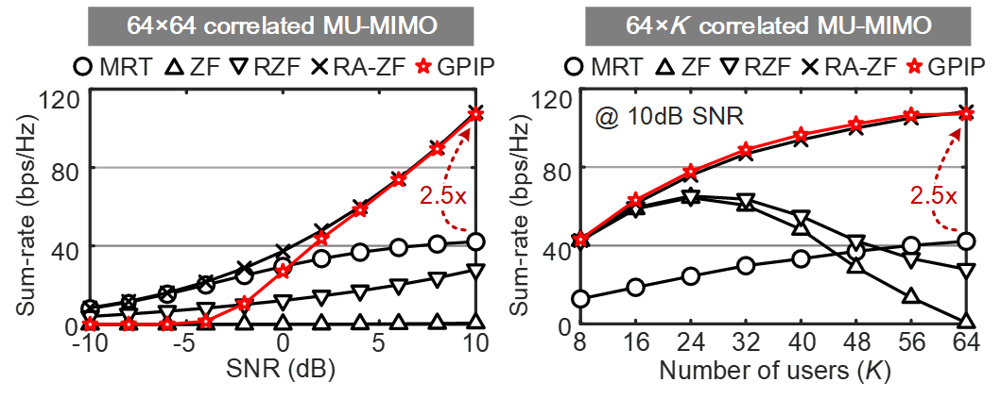 64×64 correlated MU-MIMO
MRT ZF RZF RA-ZF GPIP
120
80
40
0
Sum-rate (bps/Hz)
2.5x
-10 -5 0 5 10
SNR (dB)
64×K correlated MU-MIMO
MRT ZF RZF RA-ZF GPIP
120
80
40
0
Sum-rate (bps/Hz)
@ 10dB SNR
2.5x
8 16 24 32 40 48 56 64
Number of users (K)